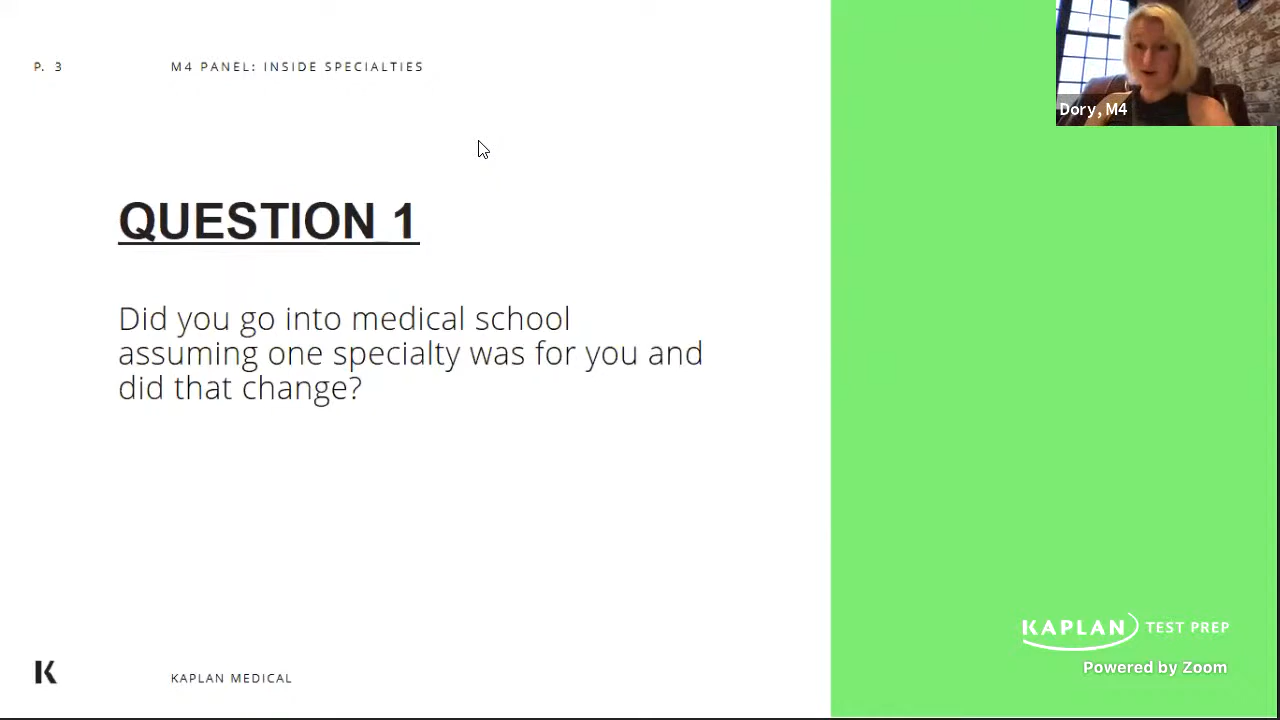 P. 3
M4 PANEL: INSIDE SPECIALTIES
Dory, M4
QUESTION 1
Did you go into medical school
assuming one specialty was for you and
did that change?
KAPLAN TEST PREP
Powered by Zoom
K
KAPLAN MEDICAL